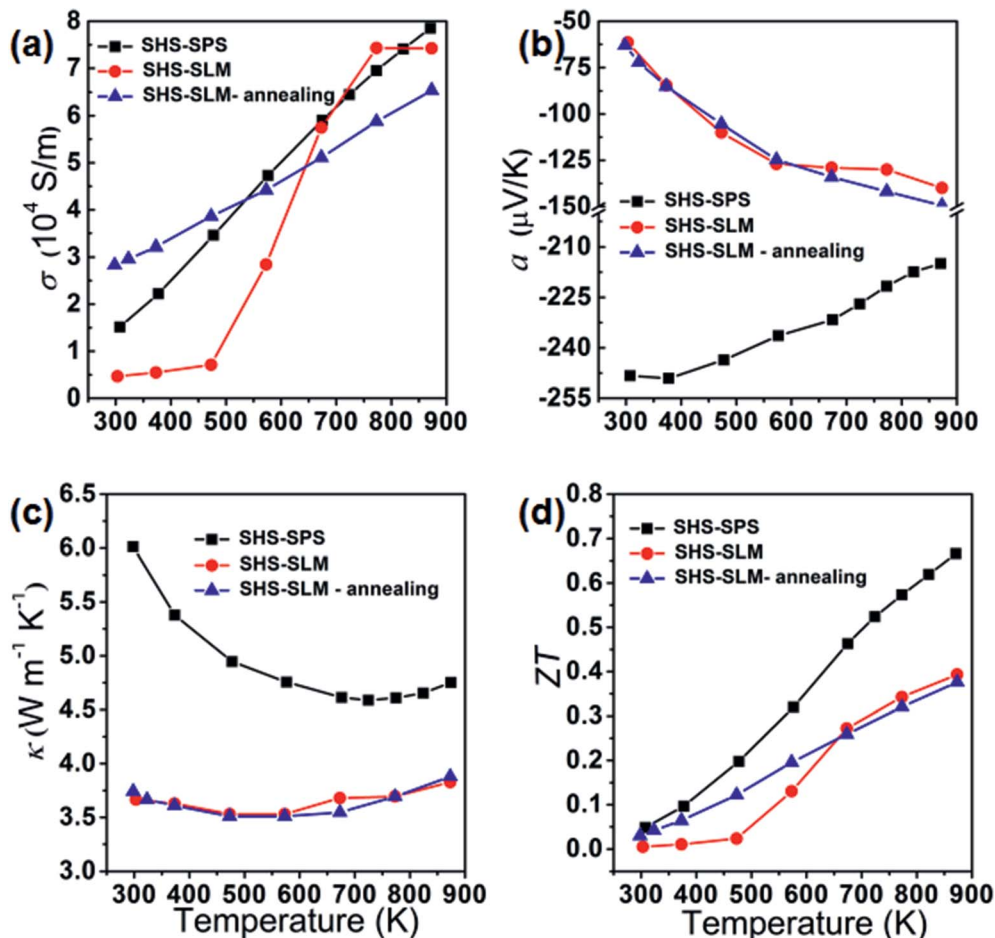 (a)
SHS-SPS
SHS-SLM
SHS-SLM- annealing
σ (10⁴ S/m)
8
7
6
5
4
3
2
1
0
300 400 500 600 700 800 900
(b)
-50
-75
-100
-125
-150
-210
-225
-240
-255
α (μV/K)
SHS-SPS
SHS-SLM
SHS-SLM - annealing
300 400 500 600 700 800 900
(c)
6.5
6.0
5.5
5.0
4.5
4.0
3.5
3.0
κ (W m⁻¹ K⁻¹)
SHS-SPS
SHS-SLM
SHS-SLM - annealing
300 400 500 600 700 800 900
Temperature (K)
(d)
0.8
0.7
0.6
0.5
0.4
0.3
0.2
0.1
0.0
ZT
SHS-SPS
SHS-SLM
SHS-SLM- annealing
300 400 500 600 700 800 900
Temperature (K)